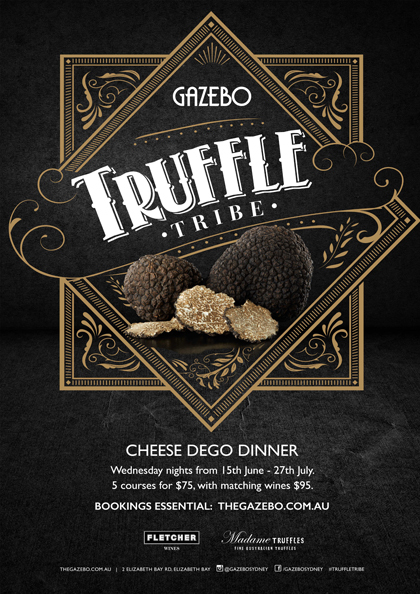 GAZEBO
TRUFFLE
• TRIBE •
CHEESE DEGO DINNER
Wednesday nights from 15th June - 27th July.
5 courses for $75, with matching wines $95.
BOOKINGS ESSENTIAL: THEGAZEBO.COM.AU
FLETCHER
WINES
Madame TRUFFLES
FINE AUSTRALIAN TRUFFLES
THEGAZEBO.COM.AU | 2 ELIZABETH BAY RD, ELIZABETH BAY @GAZEBOSYDNEY /GAZEBOSYDNEY #TRUFFLETRIBE